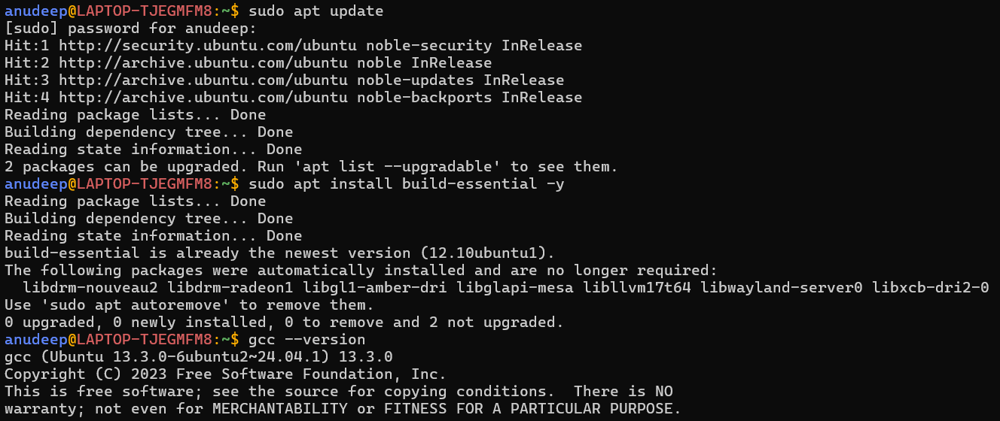 anudeep@LAPTOP-TJEGMFM8:~$ sudo apt update
[sudo] password for anudeep:
Hit:1 http://security.ubuntu.com/ubuntu noble-security InRelease
Hit:2 http://archive.ubuntu.com/ubuntu noble InRelease
Hit:3 http://archive.ubuntu.com/ubuntu noble-updates InRelease
Hit:4 http://archive.ubuntu.com/ubuntu noble-backports InRelease
Reading package lists... Done
Building dependency tree... Done
Reading state information... Done
2 packages can be upgraded. Run 'apt list --upgradable' to see them.
anudeep@LAPTOP-TJEGMFM8:~$ sudo apt install build-essential -y
Reading package lists... Done
Building dependency tree... Done
Reading state information... Done
build-essential is already the newest version (12.10ubuntu1).
The following packages were automatically installed and are no longer required:
  libdrm-nouveau2 libdrm-radeon1 libgl1-amber-dri libglapi-mesa libllvm17t64 libwayland-server0 libxcb-dri2-0
Use 'sudo apt autoremove' to remove them.
0 upgraded, 0 newly installed, 0 to remove and 2 not upgraded.
anudeep@LAPTOP-TJEGMFM8:~$ gcc --version
gcc (Ubuntu 13.3.0-6ubuntu2~24.04.1) 13.3.0
Copyright (C) 2023 Free Software Foundation, Inc.
This is free software; see the source for copying conditions.  There is NO
warranty; not even for MERCHANTABILITY or FITNESS FOR A PARTICULAR PURPOSE.